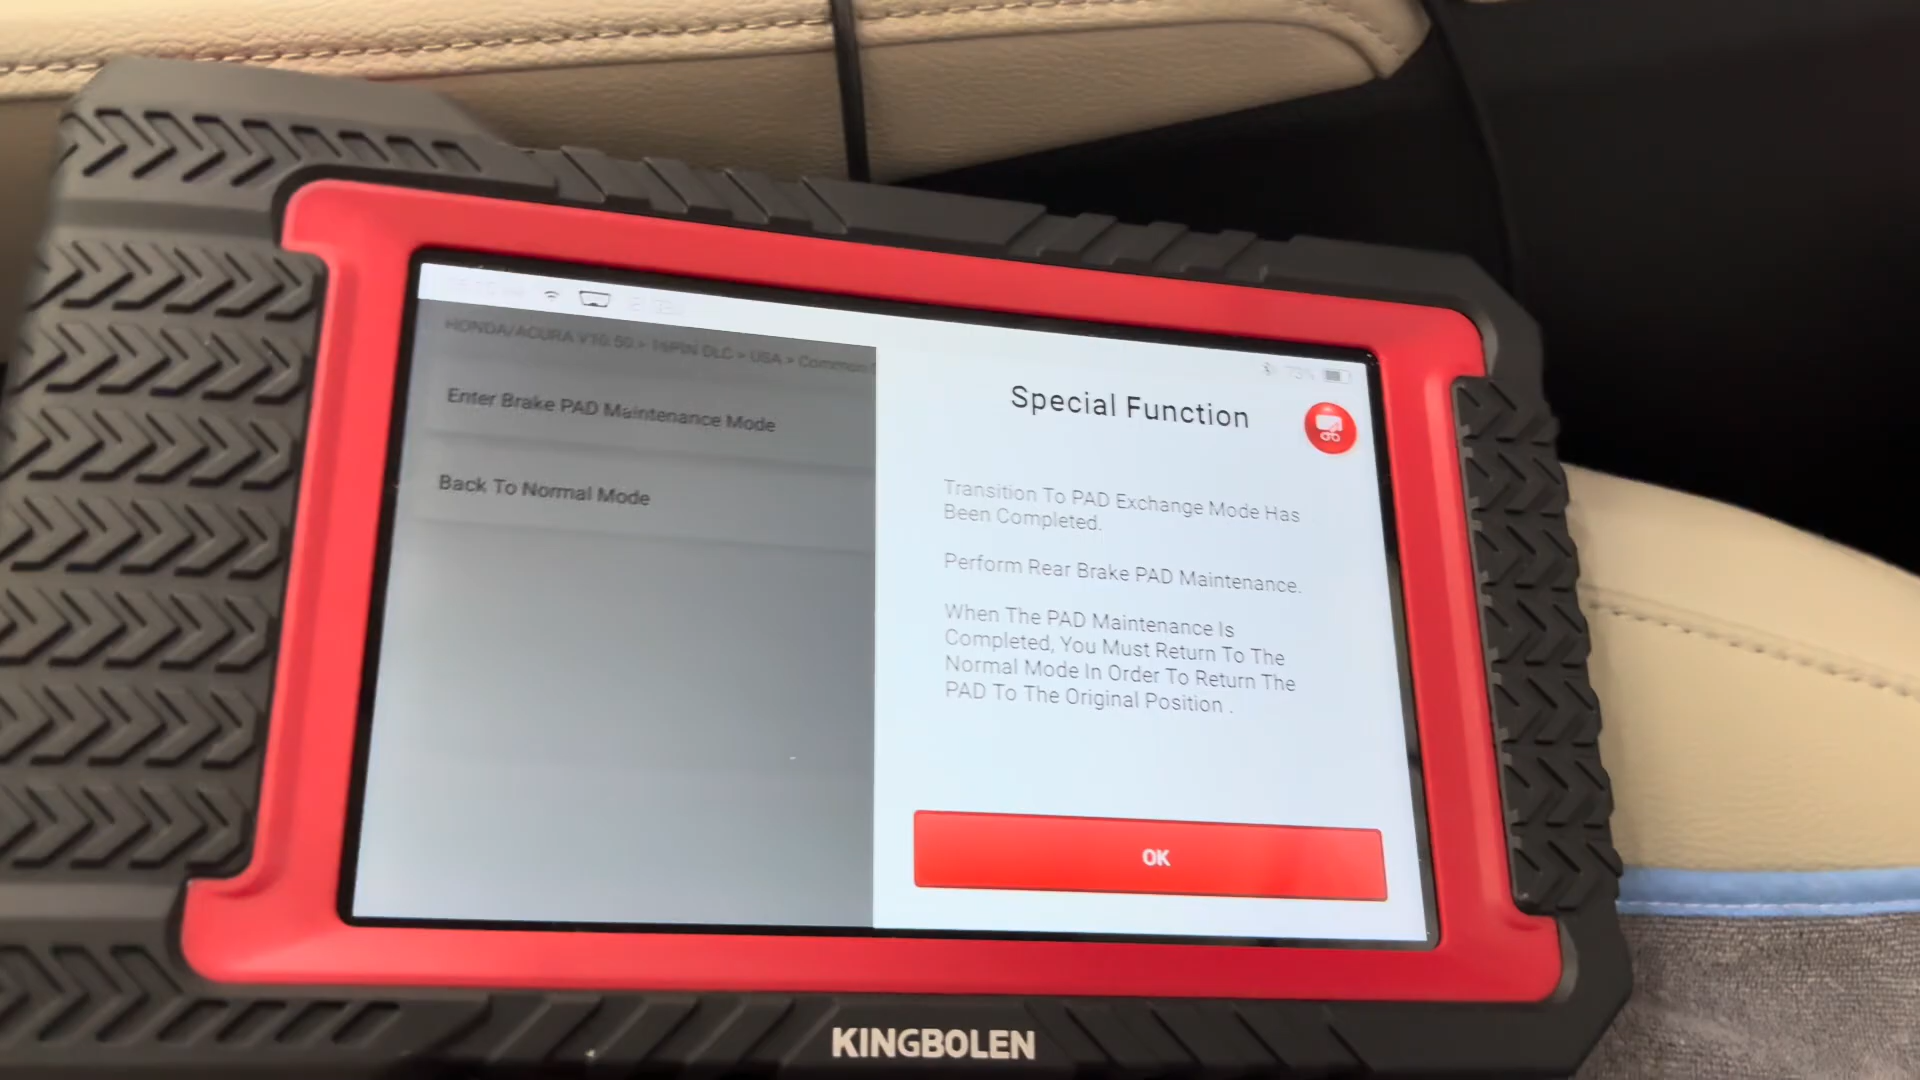 HONDA/ACURA V10.50 > 16PIN DLC > USA > Common
Enter Brake PAD Maintenance Mode
Back To Normal Mode
73%
Special Function
Transition To PAD Exchange Mode Has
Been Completed.
Perform Rear Brake PAD Maintenance.
When The PAD Maintenance Is
Completed, You Must Return To The
Normal Mode In Order To Return The
PAD To The Original Position .
OK
KINGBOLEN